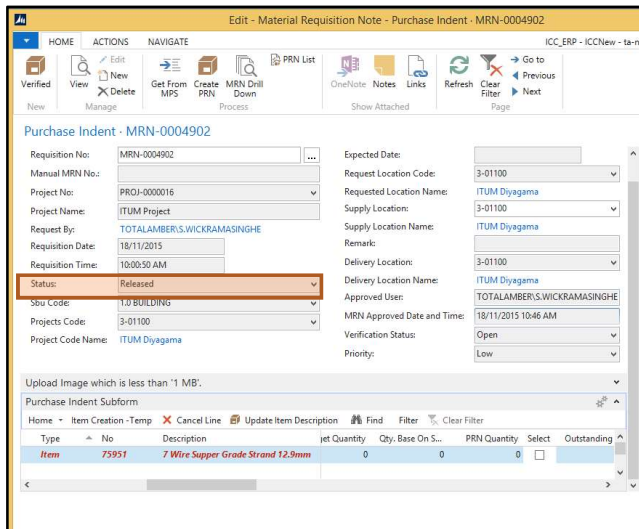 Edit - Material Requisition Note - Purchase Indent · MRN-0004902
HOME ACTIONS NAVIGATE ICC_ERP - ICCNew - ta-n
Verified
View
Edit
New
Delete
Get From MPS
Create PRN
MRN Drill Down
PRN List
OneNote
Notes
Links
Refresh
Clear Filter
Go to
Previous
Next
New Manage Process Show Attached Page
Purchase Indent · MRN-0004902
Requisition No: MRN-0004902 ...
Manual MRN No.:
Project No: PROJ-0000016
Project Name: ITUM Project
Request By: TOTALAMBER\S.WICKRAMASINGHE
Requisition Date: 18/11/2015
Requisition Time: 10:00:50 AM
Status: Released
Sbu Code: 1.0 BUILDING
Projects Code: 3-01100
Project Code Name: ITUM Diyagama
Expected Date:
Request Location Code: 3-01100
Requested Location Name: ITUM Diyagama
Supply Location: 3-01100
Supply Location Name: ITUM Diyagama
Remark:
Delivery Location: 3-01100
Delivery Location Name: ITUM Diyagama
Approved User: TOTALAMBER\S.WICKRAMASINGHE
MRN Approved Date and Time: 18/11/2015 10:46 AM
Verification Status: Open
Priority: Low
Upload Image which is less than '1 MB'.
Purchase Indent Subform
Home Item Creation -Temp Cancel Line Update Item Description Find Filter Clear Filter
Type No Description jet Quantity Qty. Base On S... PRN Quantity Select Outstanding
Item 75951 7 Wire Supper Grade Strand 12.9mm 0 0 0